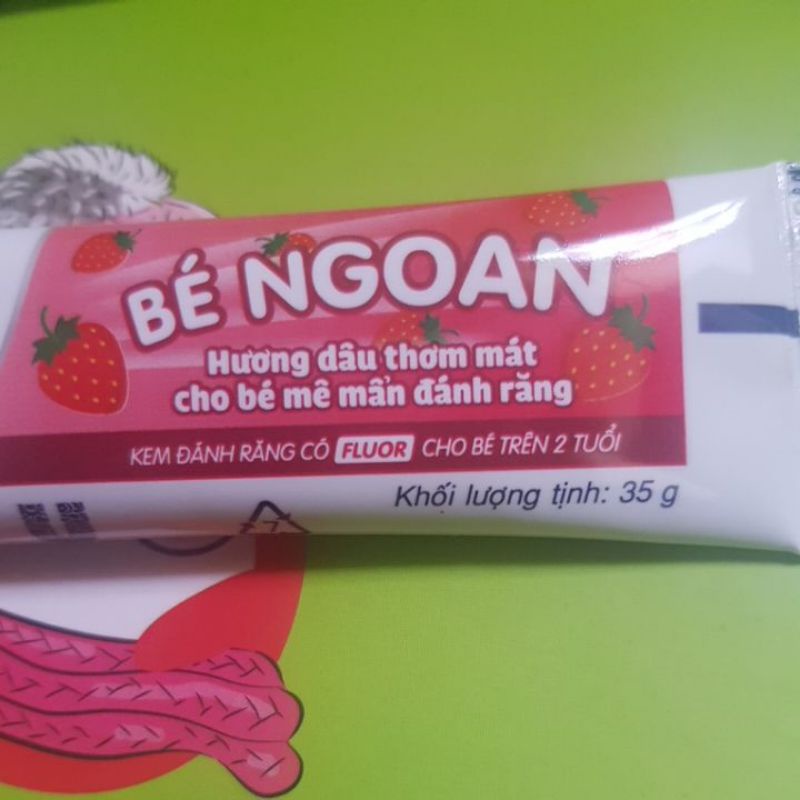 BÉ NGOAN
Hương dâu thơm mát
cho bé mê mẩn đánh răng
KEM ĐÁNH RĂNG CÓ FLUOR CHO BÉ TRÊN 2 TUỔI
Khối lượng tịnh: 35 g